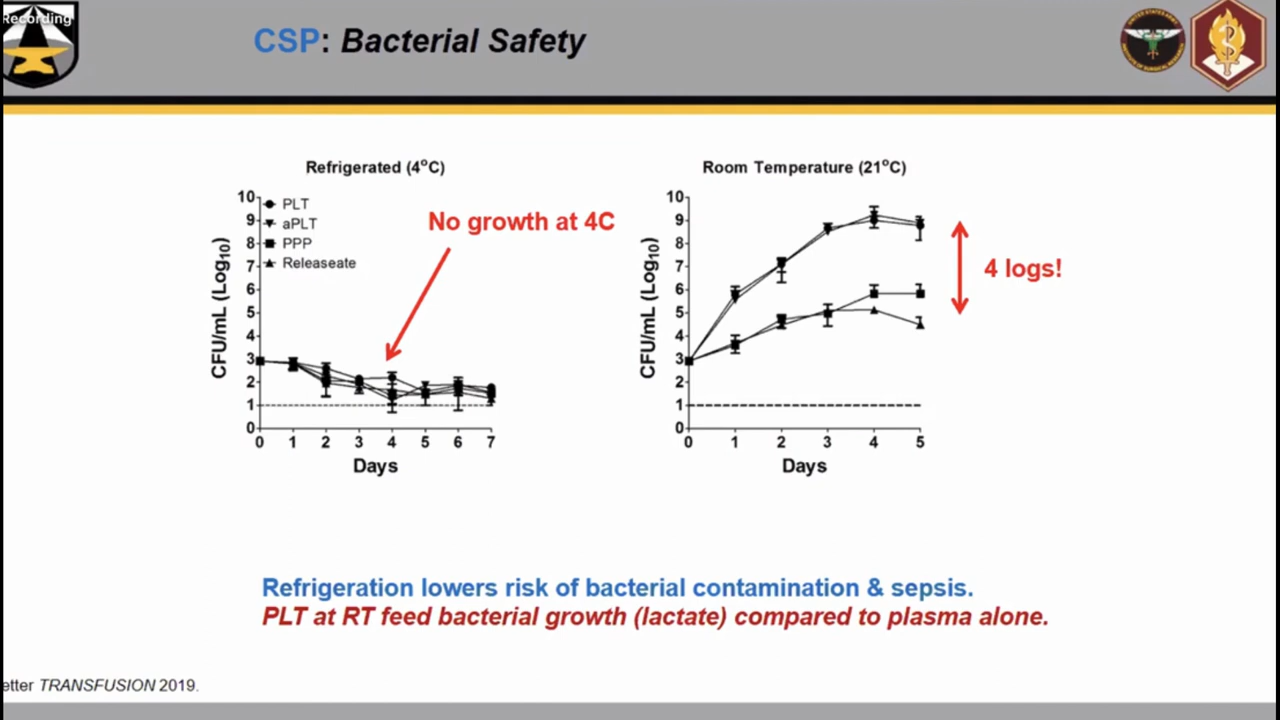 Recording
CSP: Bacterial Safety
Refrigerated (4°C)
10
9
8
7
6
5
4
3
2
1
0
CFU/mL (Log10)
PLT
aPLT
PPP
Releaseate
No growth at 4C
0 1 2 3 4 5 6 7
Days
Room Temperature (21°C)
10
9
8
7
6
5
4
3
2
1
0
CFU/mL (Log10)
4 logs!
0 1 2 3 4 5
Days
Refrigeration lowers risk of bacterial contamination & sepsis.
PLT at RT feed bacterial growth (lactate) compared to plasma alone.
etter TRANSFUSION 2019.